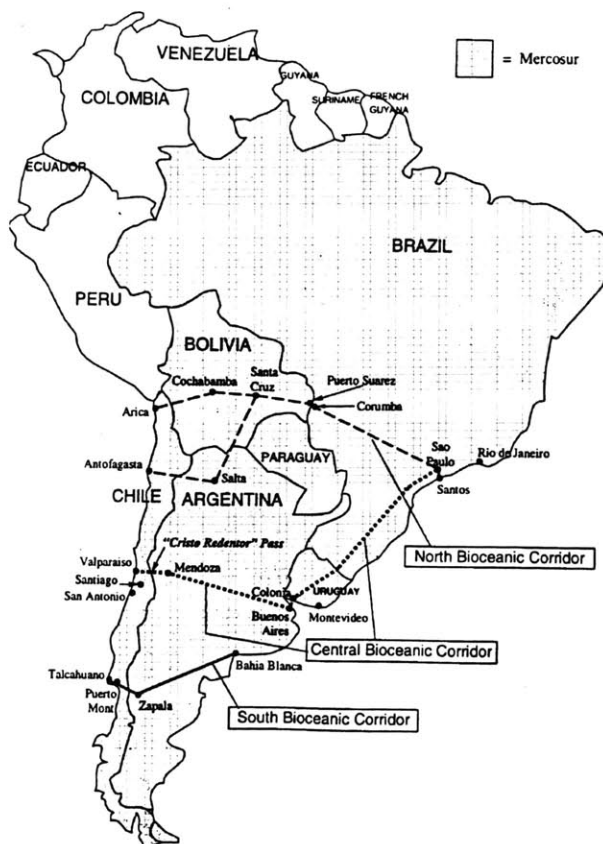 VENEZUELA
GUYANA
= Mercosur
COLOMBIA
SURINAME
FRENCH
GUYANA
ECUADOR
BRAZIL
PERU
BOLIVIA
Santa
Cruz
Cochabamba
Puerto Suarez
Corumba
Arica
PARAGUAY
Sao
Paulo
Rio de Janeiro
Antofagasta
Salta
Santos
CHILE
ARGENTINA
"Cristo Redentor" Pass
North Bioceanic Corridor
Valparaiso
Mendoza
Santiago
San Antonio
Colonia
URUGUAY
Buenos
Aires
Montevideo
Central Bioceanic Corridor
Bahia Blanca
Talcahuano
Puerto
Mont
Zapala
South Bioceanic Corridor